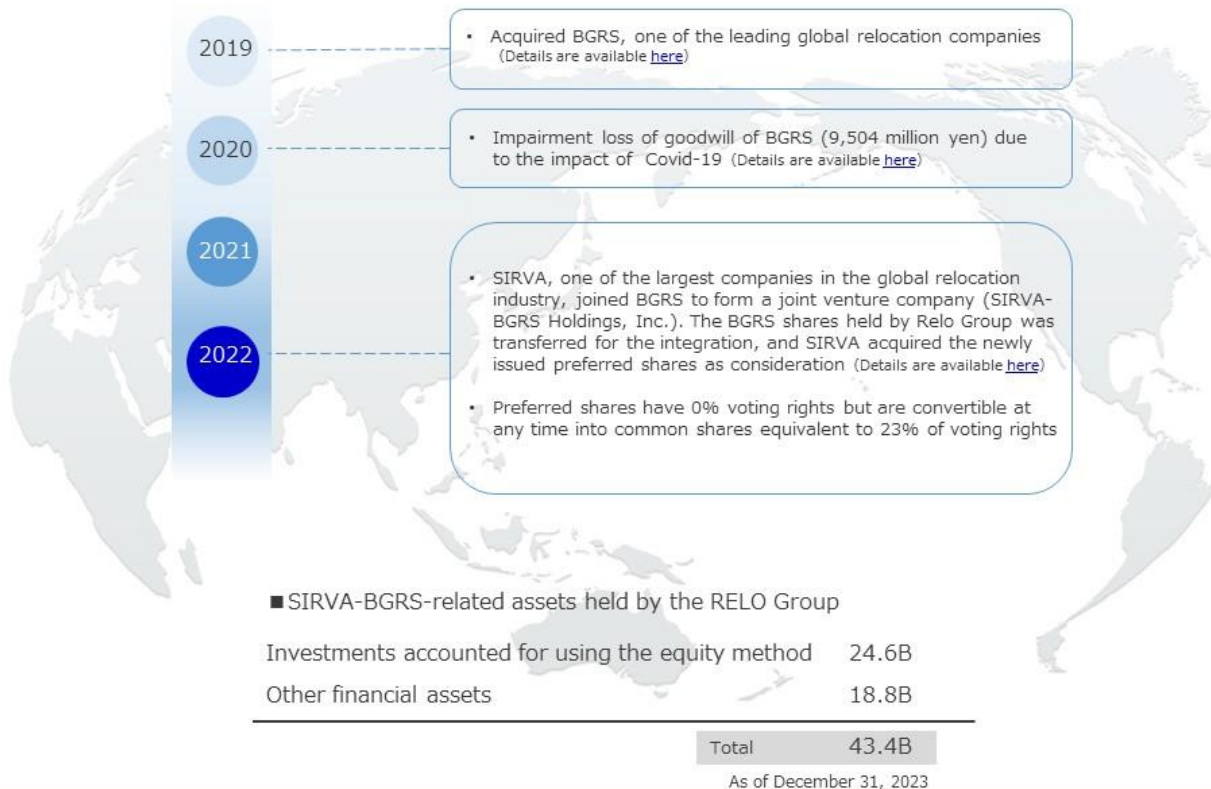 2019
• Acquired BGRS, one of the leading global relocation companies
(Details are available here)
2020
• Impairment loss of goodwill of BGRS (9,504 million yen) due
to the impact of Covid-19 (Details are available here)
2021
2022
• SIRVA, one of the largest companies in the global relocation
industry, joined BGRS to form a joint venture company (SIRVA-
BGRS Holdings, Inc.). The BGRS shares held by Relo Group was
transferred for the integration, and SIRVA acquired the newly
issued preferred shares as consideration (Details are available here)
• Preferred shares have 0% voting rights but are convertible at
any time into common shares equivalent to 23% of voting rights
■SIRVA-BGRS-related assets held by the RELO Group
Investments accounted for using the equity method 24.6B
Other financial assets 18.8B
Total 43.4B
As of December 31, 2023